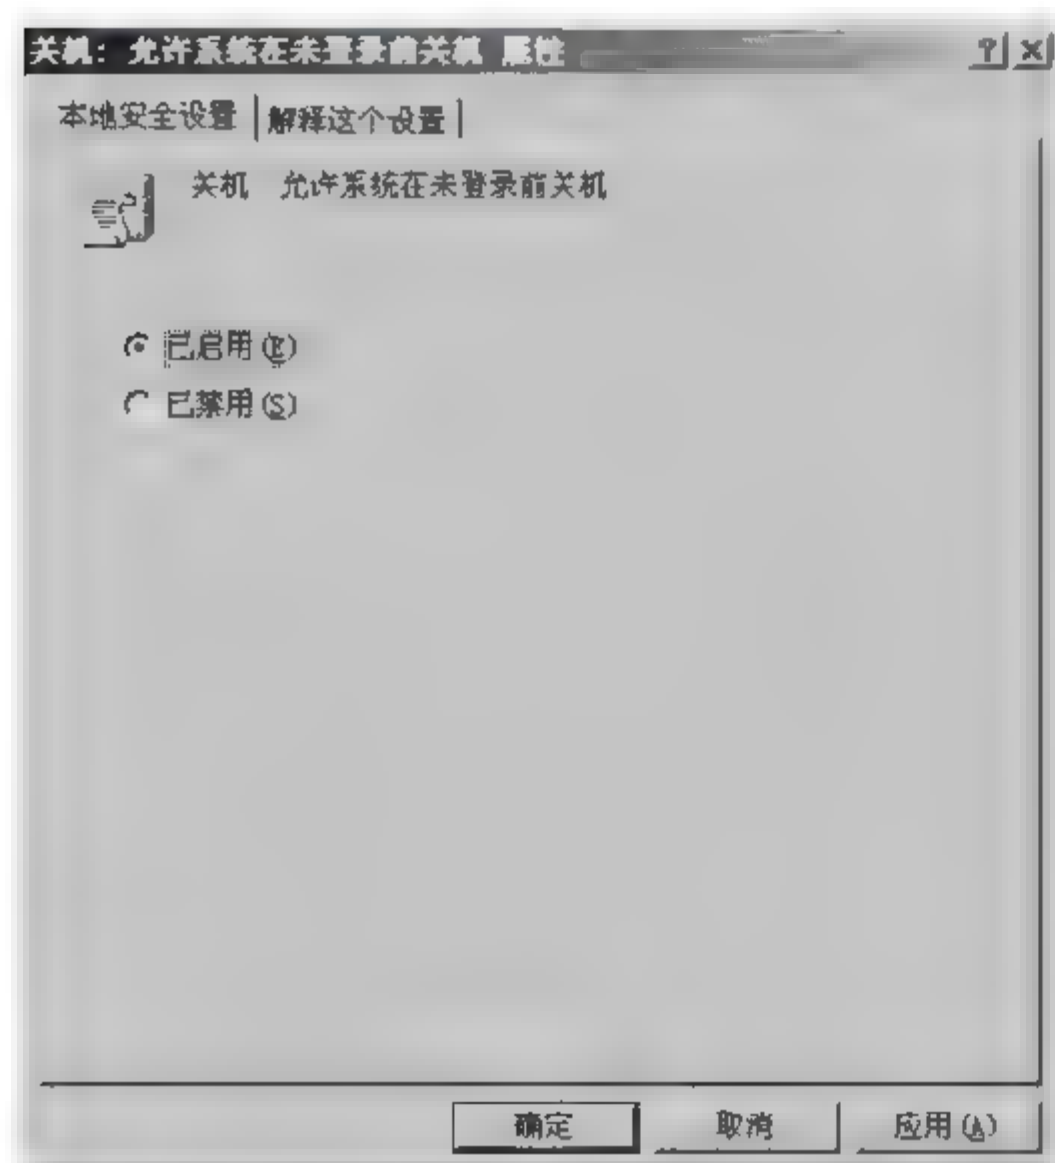 关机: 允许系统在未登录前关机 属性
? ×
本地安全设置 解释这个设置
关机 允许系统在未登录前关机
已启用(E)
已禁用(S)
确定 取消 应用(A)